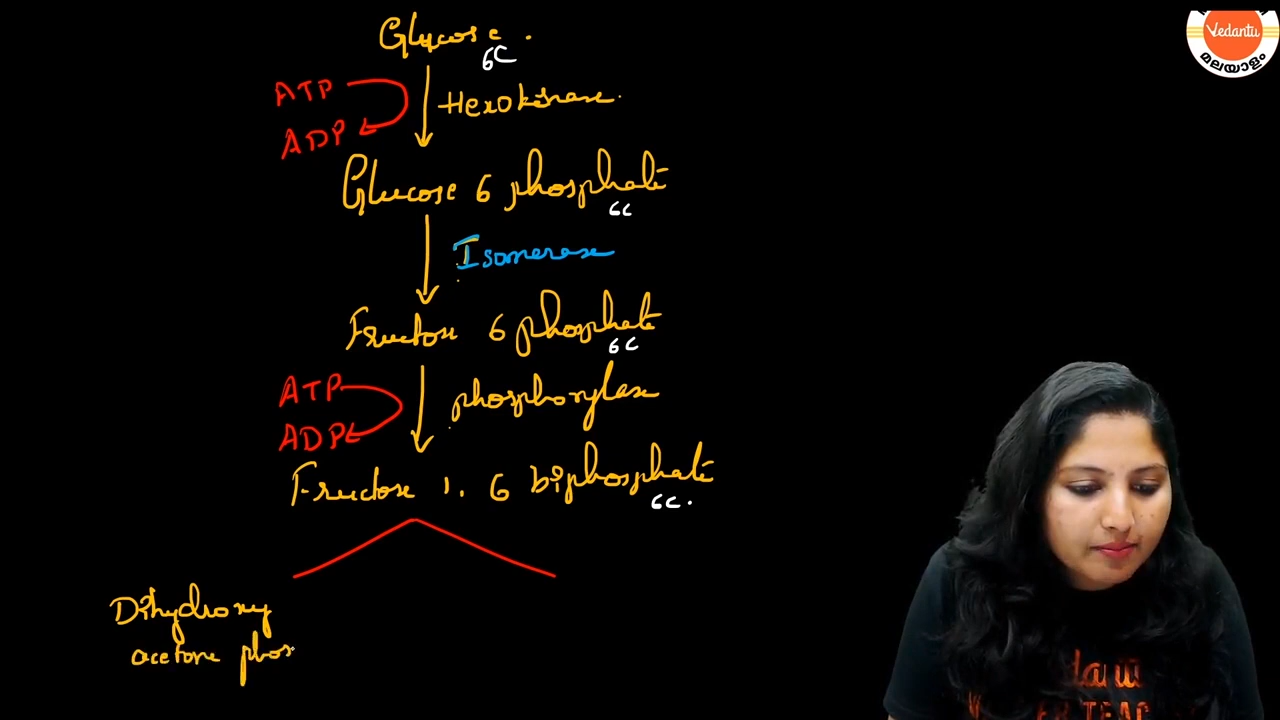 Glucose.
6C
ATP
Hexokinase.
ADP
Glucose 6 phosphate
6C
Isomerase
Fructose 6 phosphate
6C
ATP
phosphorylase
ADP
Fructose 1, 6 biphosphate
6C.
Dihydroxy
acetone phos
Vedantu
മലയാളം